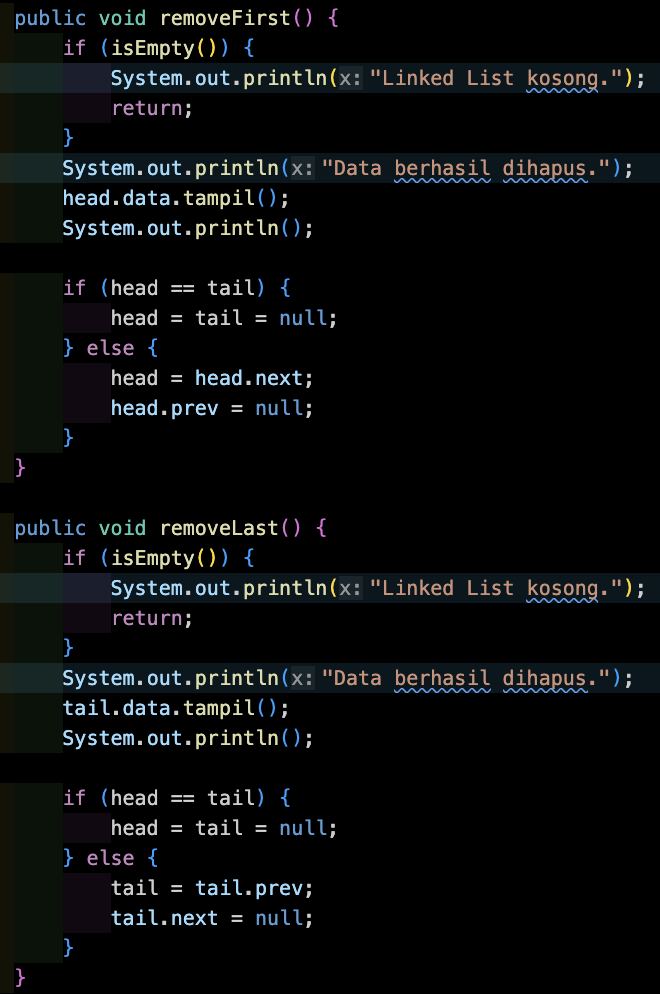 public void removeFirst() {
if (isEmpty()) {
System.out.println(x: "Linked List kosong.");
return;
}
System.out.println(x: "Data berhasil dihapus.");
head.data.tampil();
System.out.println();
if (head == tail) {
head = tail = null;
} else {
head = head.next;
head.prev = null;
}
}
public void removeLast() {
if (isEmpty()) {
System.out.println(x: "Linked List kosong.");
return;
}
System.out.println(x: "Data berhasil dihapus.");
tail.data.tampil();
System.out.println();
if (head == tail) {
head = tail = null;
} else {
tail = tail.prev;
tail.next = null;
}
}